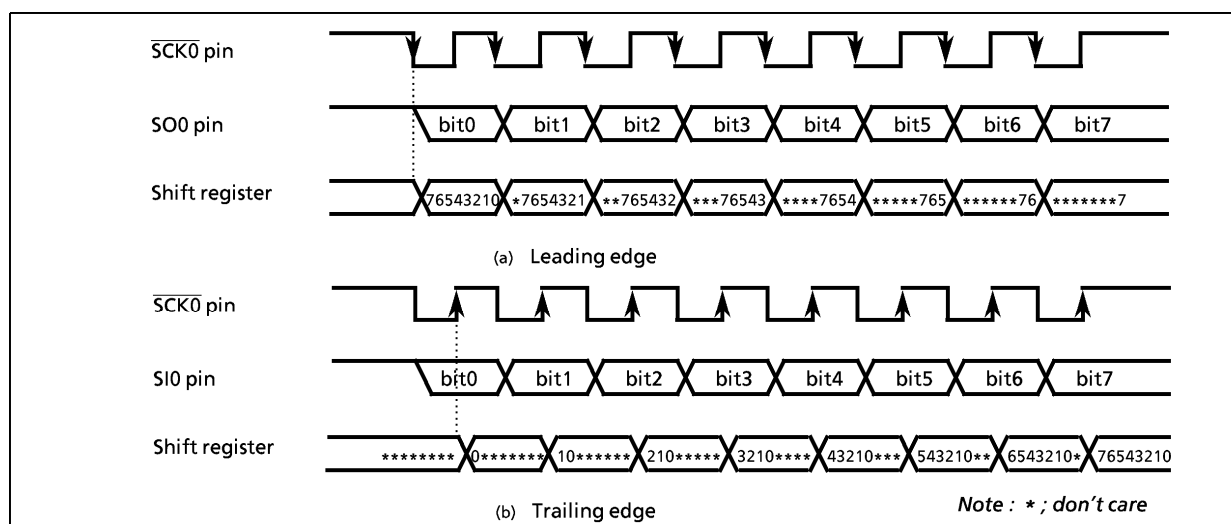 SCK0 pin
SO0 pin
bit0 bit1 bit2 bit3 bit4 bit5 bit6 bit7
Shift register
76543210 *7654321 **765432 ***76543 ****7654 *****765 ******76 *******7
(a) Leading edge
SCK0 pin
SI0 pin
bit0 bit1 bit2 bit3 bit4 bit5 bit6 bit7
Shift register
******** 0******* 10****** 210***** 3210**** 43210*** 543210** 6543210* 76543210
(b) Trailing edge
Note : * ; don't care